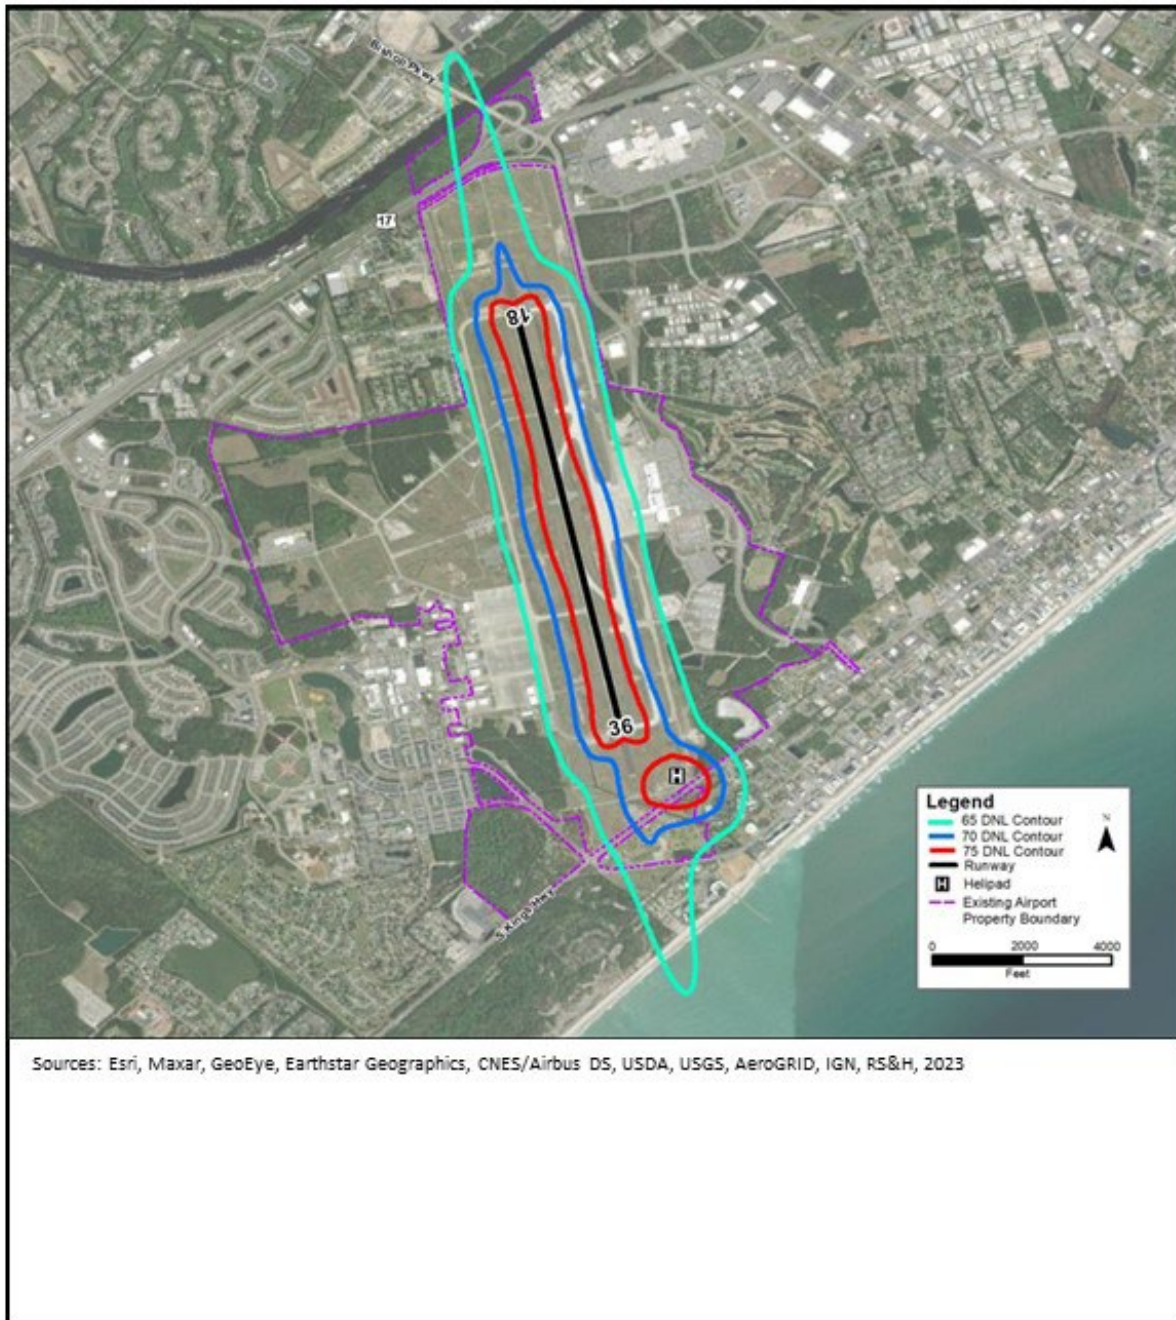 Bishop Pkwy
17
18
36
H
S Kings Hwy
Legend
65 DNL Contour
70 DNL Contour
75 DNL Contour
Runway
H Helipad
Existing Airport
Property Boundary
N
0 2000 4000
Feet
Sources: Esri, Maxar, GeoEye, Earthstar Geographics, CNES/Airbus DS, USDA, USGS, AeroGRID, IGN, RS&H, 2023